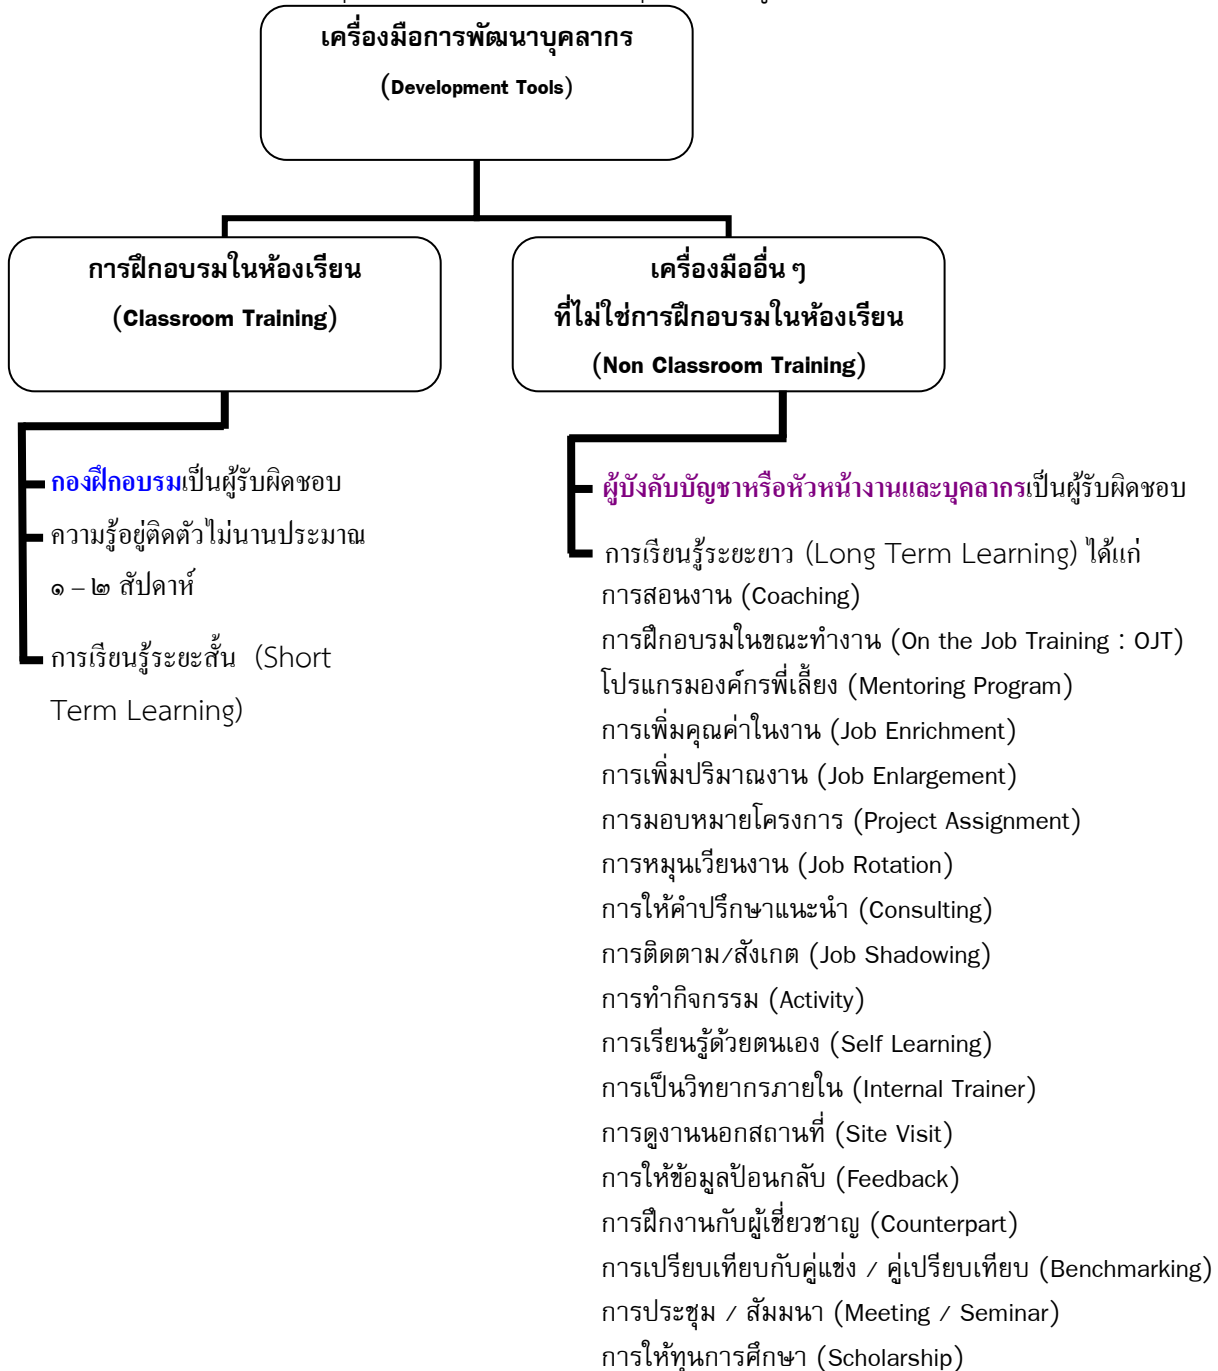 เครื่องมือการพัฒนาบุคลากร
(Development Tools)
การฝึกอบรมในห้องเรียน
(Classroom Training)
เครื่องมืออื่น ๆ
ที่ไม่ใช่การฝึกอบรมในห้องเรียน
(Non Classroom Training)
กองฝึกอบรมเป็นผู้รับผิดชอบ
ความรู้อยู่ติดตัวไม่นานประมาณ
๑ – ๒ สัปดาห์
การเรียนรู้ระยะสั้น (Short
Term Learning)
ผู้บังคับบัญชาหรือหัวหน้างานและบุคลากรเป็นผู้รับผิดชอบ
การเรียนรู้ระยะยาว (Long Term Learning) ได้แก่
การสอนงาน (Coaching)
การฝึกอบรมในขณะทำงาน (On the Job Training : OJT)
โปรแกรมองค์กรพี่เลี้ยง (Mentoring Program)
การเพิ่มคุณค่าในงาน (Job Enrichment)
การเพิ่มปริมาณงาน (Job Enlargement)
การมอบหมายโครงการ (Project Assignment)
การหมุนเวียนงาน (Job Rotation)
การให้คำปรึกษาแนะนำ (Consulting)
การติดตาม/สังเกต (Job Shadowing)
การทำกิจกรรม (Activity)
การเรียนรู้ด้วยตนเอง (Self Learning)
การเป็นวิทยากรภายใน (Internal Trainer)
การดูงานนอกสถานที่ (Site Visit)
การให้ข้อมูลป้อนกลับ (Feedback)
การฝึกงานกับผู้เชี่ยวชาญ (Counterpart)
การเปรียบเทียบกับคู่แข่ง / คู่เปรียบเทียบ (Benchmarking)
การประชุม / สัมมนา (Meeting / Seminar)
การให้ทุนการศึกษา (Scholarship)